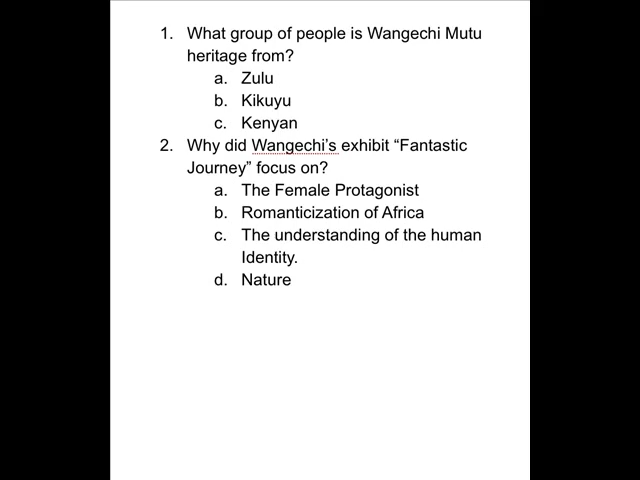 1. What group of people is Wangechi Mutu
heritage from?
a. Zulu
b. Kikuyu
c. Kenyan
2. Why did Wangechi’s exhibit “Fantastic
Journey” focus on?
a. The Female Protagonist
b. Romanticization of Africa
c. The understanding of the human
Identity.
d. Nature